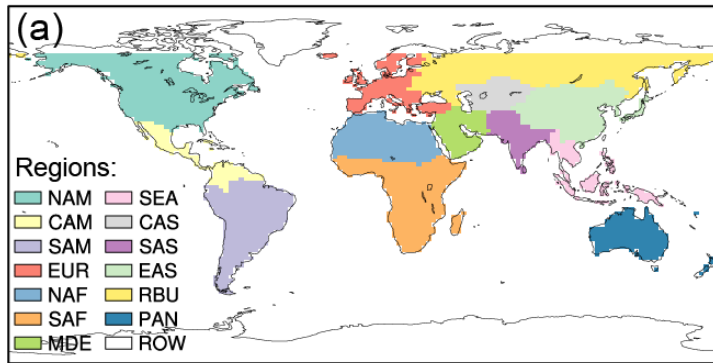 (a)
Regions:
NAM SEA
CAM CAS
SAM SAS
EUR EAS
NAF RBU
SAF PAN
MDE ROW